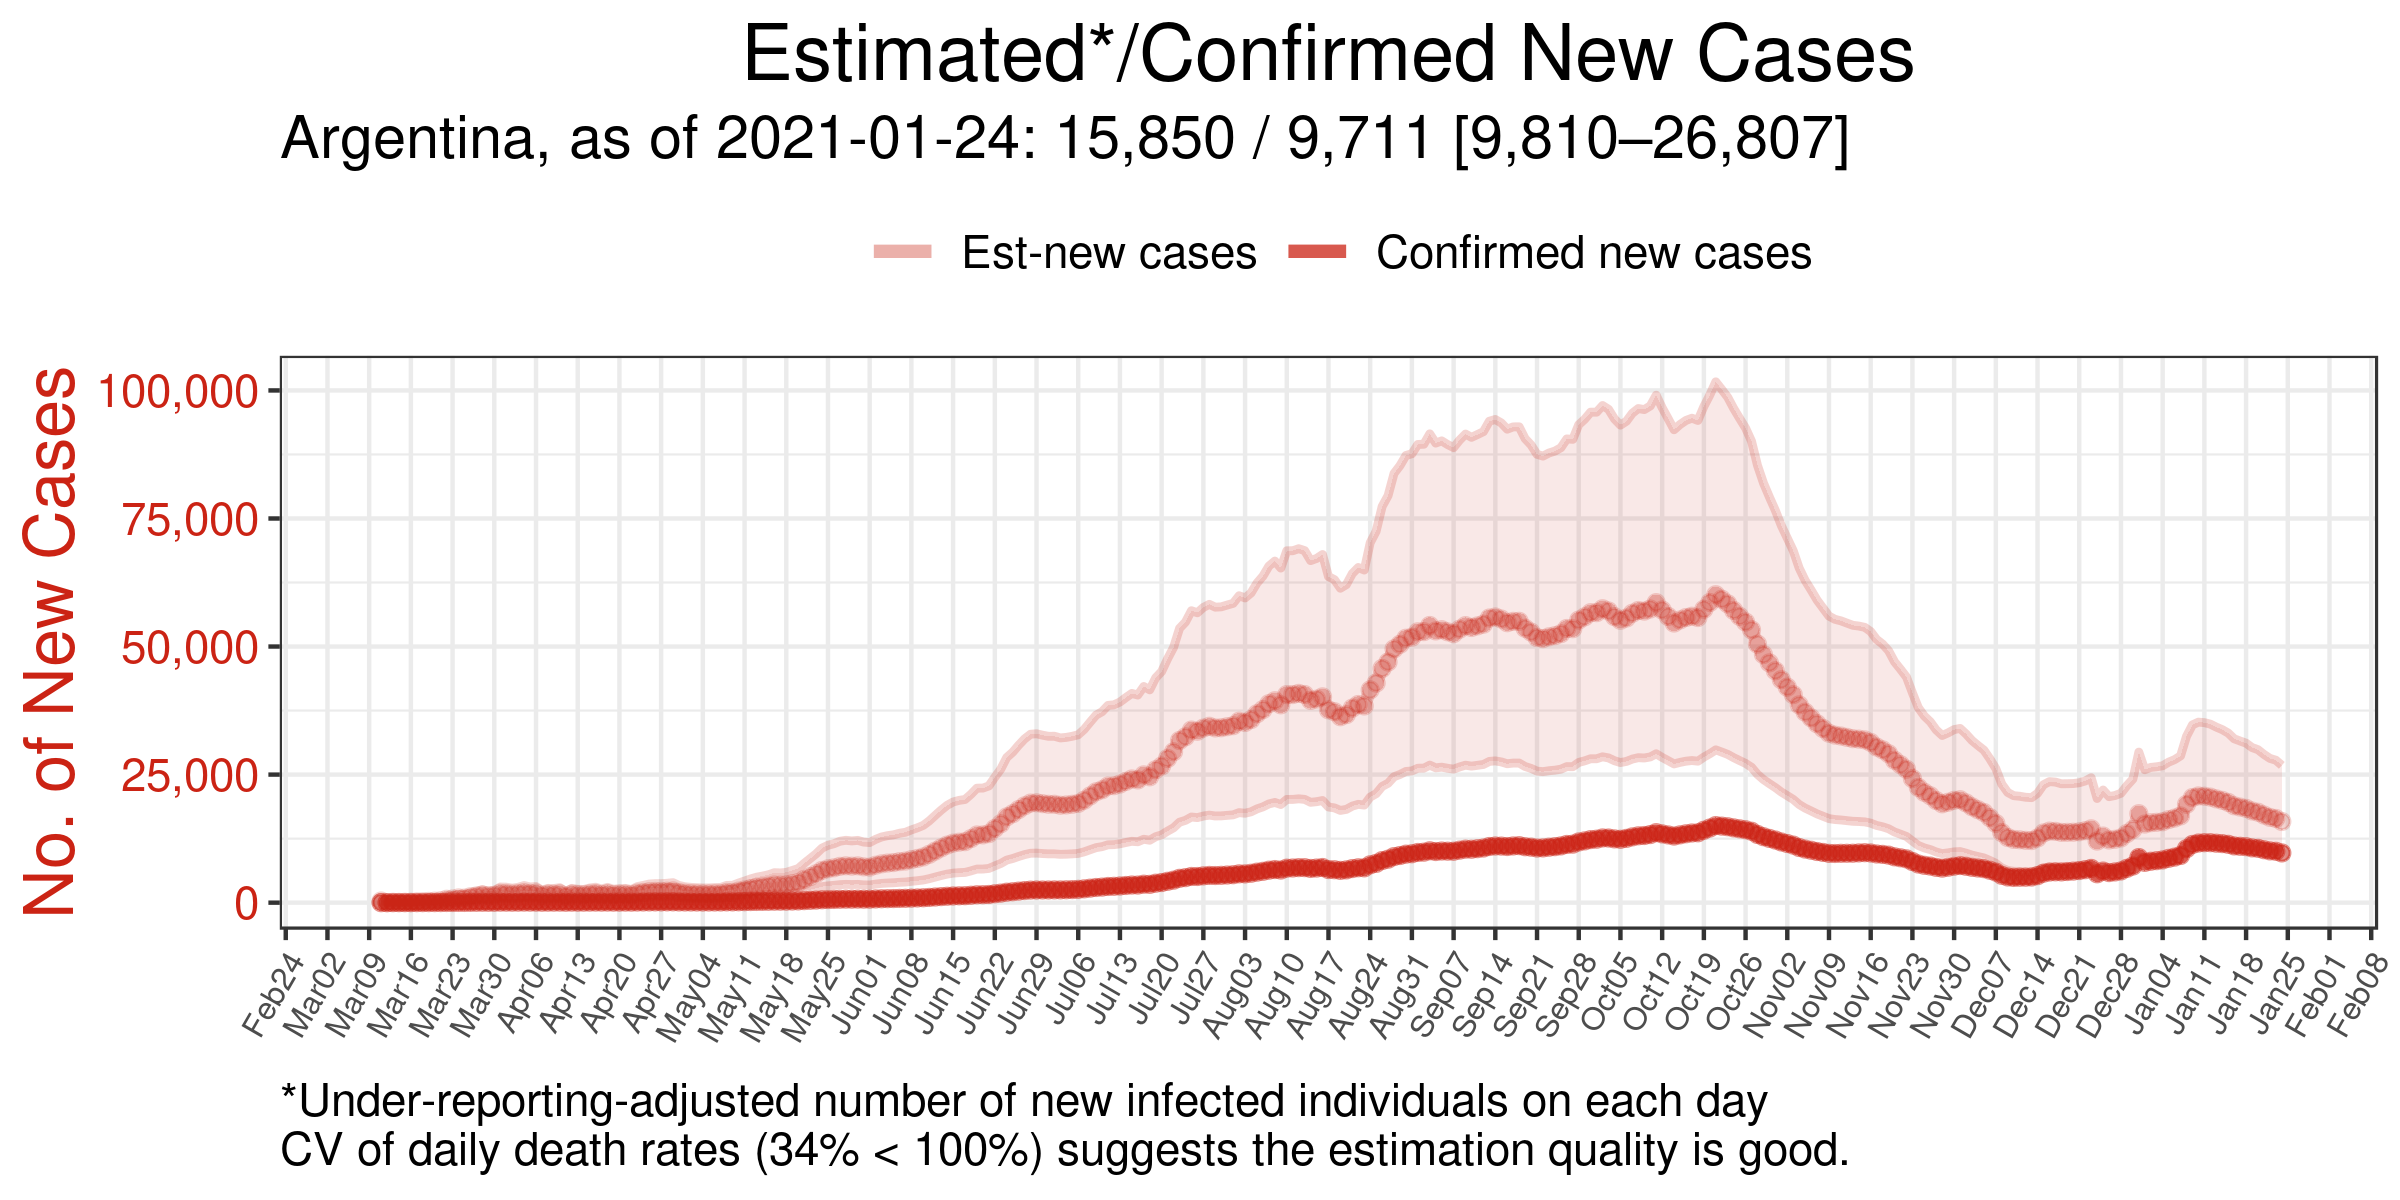 Estimated*/Confirmed New Cases
Argentina, as of 2021-01-24: 15,850 / 9,711 [9,810–26,807]
Est-new cases
Confirmed new cases
No. of New Cases
100,000
75,000
50,000
25,000
0
Feb24
Mar02
Mar09
Mar16
Mar23
Mar30
Apr06
Apr13
Apr20
Apr27
May04
May11
May18
May25
Jun01
Jun08
Jun15
Jun22
Jun29
Jul06
Jul13
Jul20
Jul27
Aug03
Aug10
Aug17
Aug24
Aug31
Sep07
Sep14
Sep21
Sep28
Oct05
Oct12
Oct19
Oct26
Nov02
Nov09
Nov16
Nov23
Nov30
Dec07
Dec14
Dec21
Dec28
Jan04
Jan11
Jan18
Jan25
Feb01
Feb08
*Under-reporting-adjusted number of new infected individuals on each day
CV of daily death rates (34% < 100%) suggests the estimation quality is good.